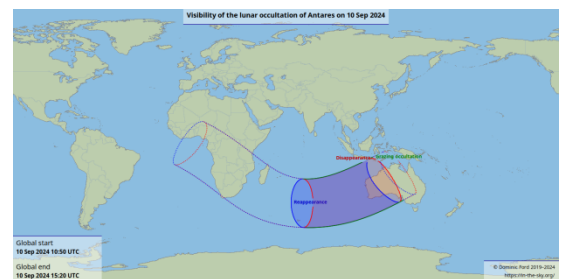 Visibility of the lunar occultation of Antares on 10 Sep 2024
Disappearance
Grazing occultation
Reappearance
Global start
10 Sep 2024 10:50 UTC
Global end
10 Sep 2024 15:20 UTC
© Dominic Ford 2019–2024
https://in-the-sky.org/